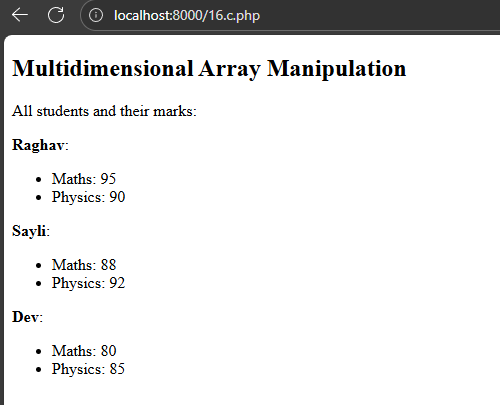 localhost:8000/16.c.php
Multidimensional Array Manipulation
All students and their marks:
Raghav:
• Maths: 95
• Physics: 90
Sayli:
• Maths: 88
• Physics: 92
Dev:
• Maths: 80
• Physics: 85